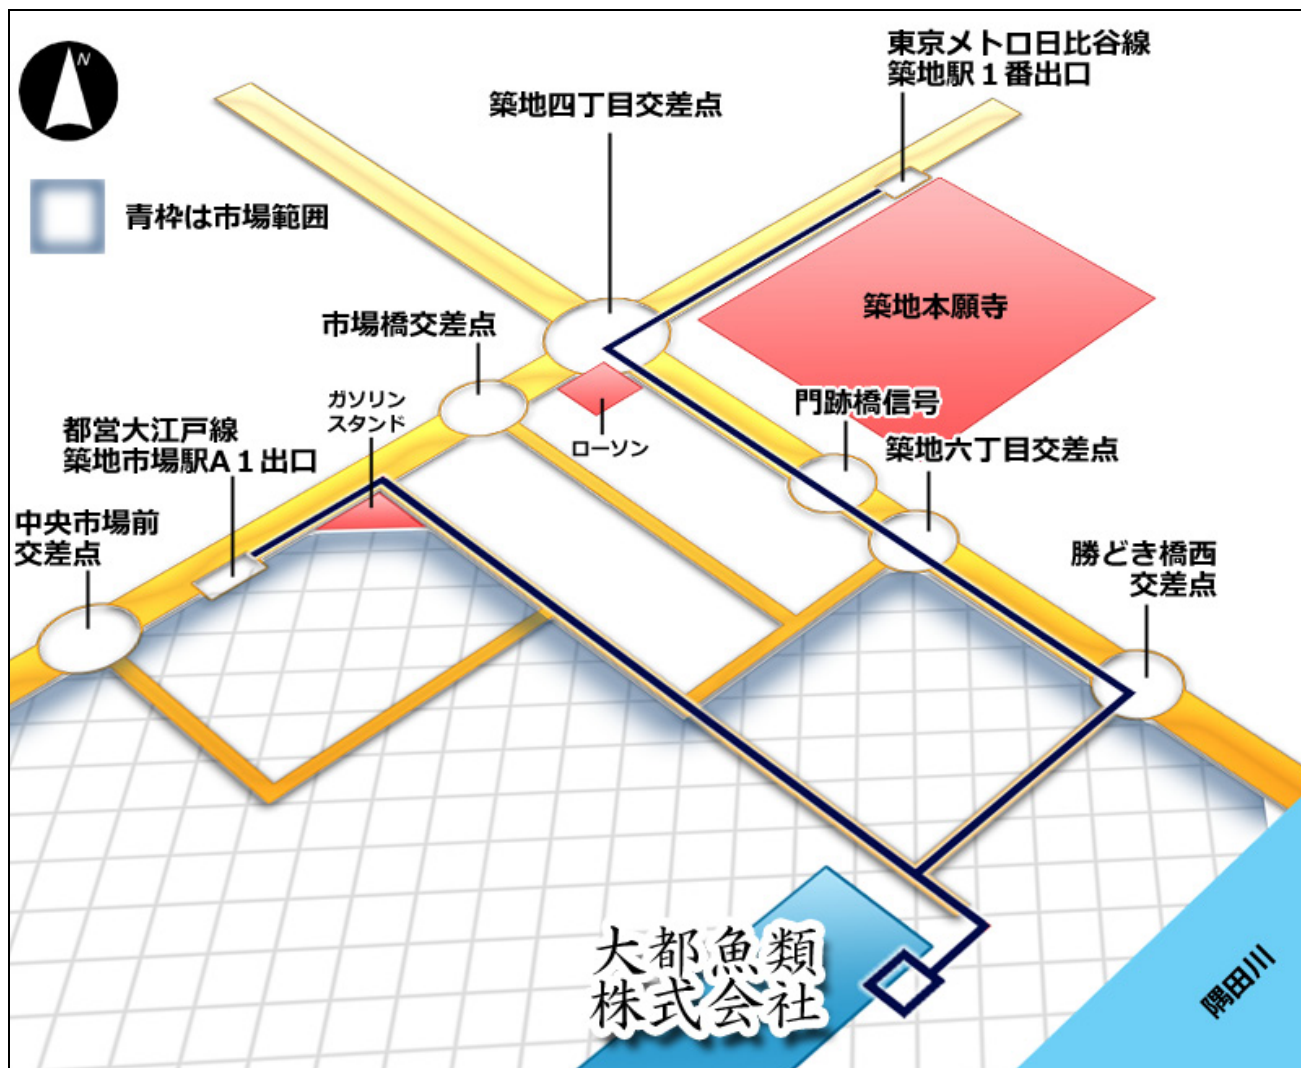 N
東京メトロ日比谷線
築地駅１番出口
築地四丁目交差点
青枠は市場範囲
築地本願寺
市場橋交差点
ガソリン
スタンド
ローソン
門跡橋信号
都営大江戸線
築地市場駅A１出口
築地六丁目交差点
中央市場前
交差点
勝どき橋西
交差点
大都魚類
株式会社
隅田川